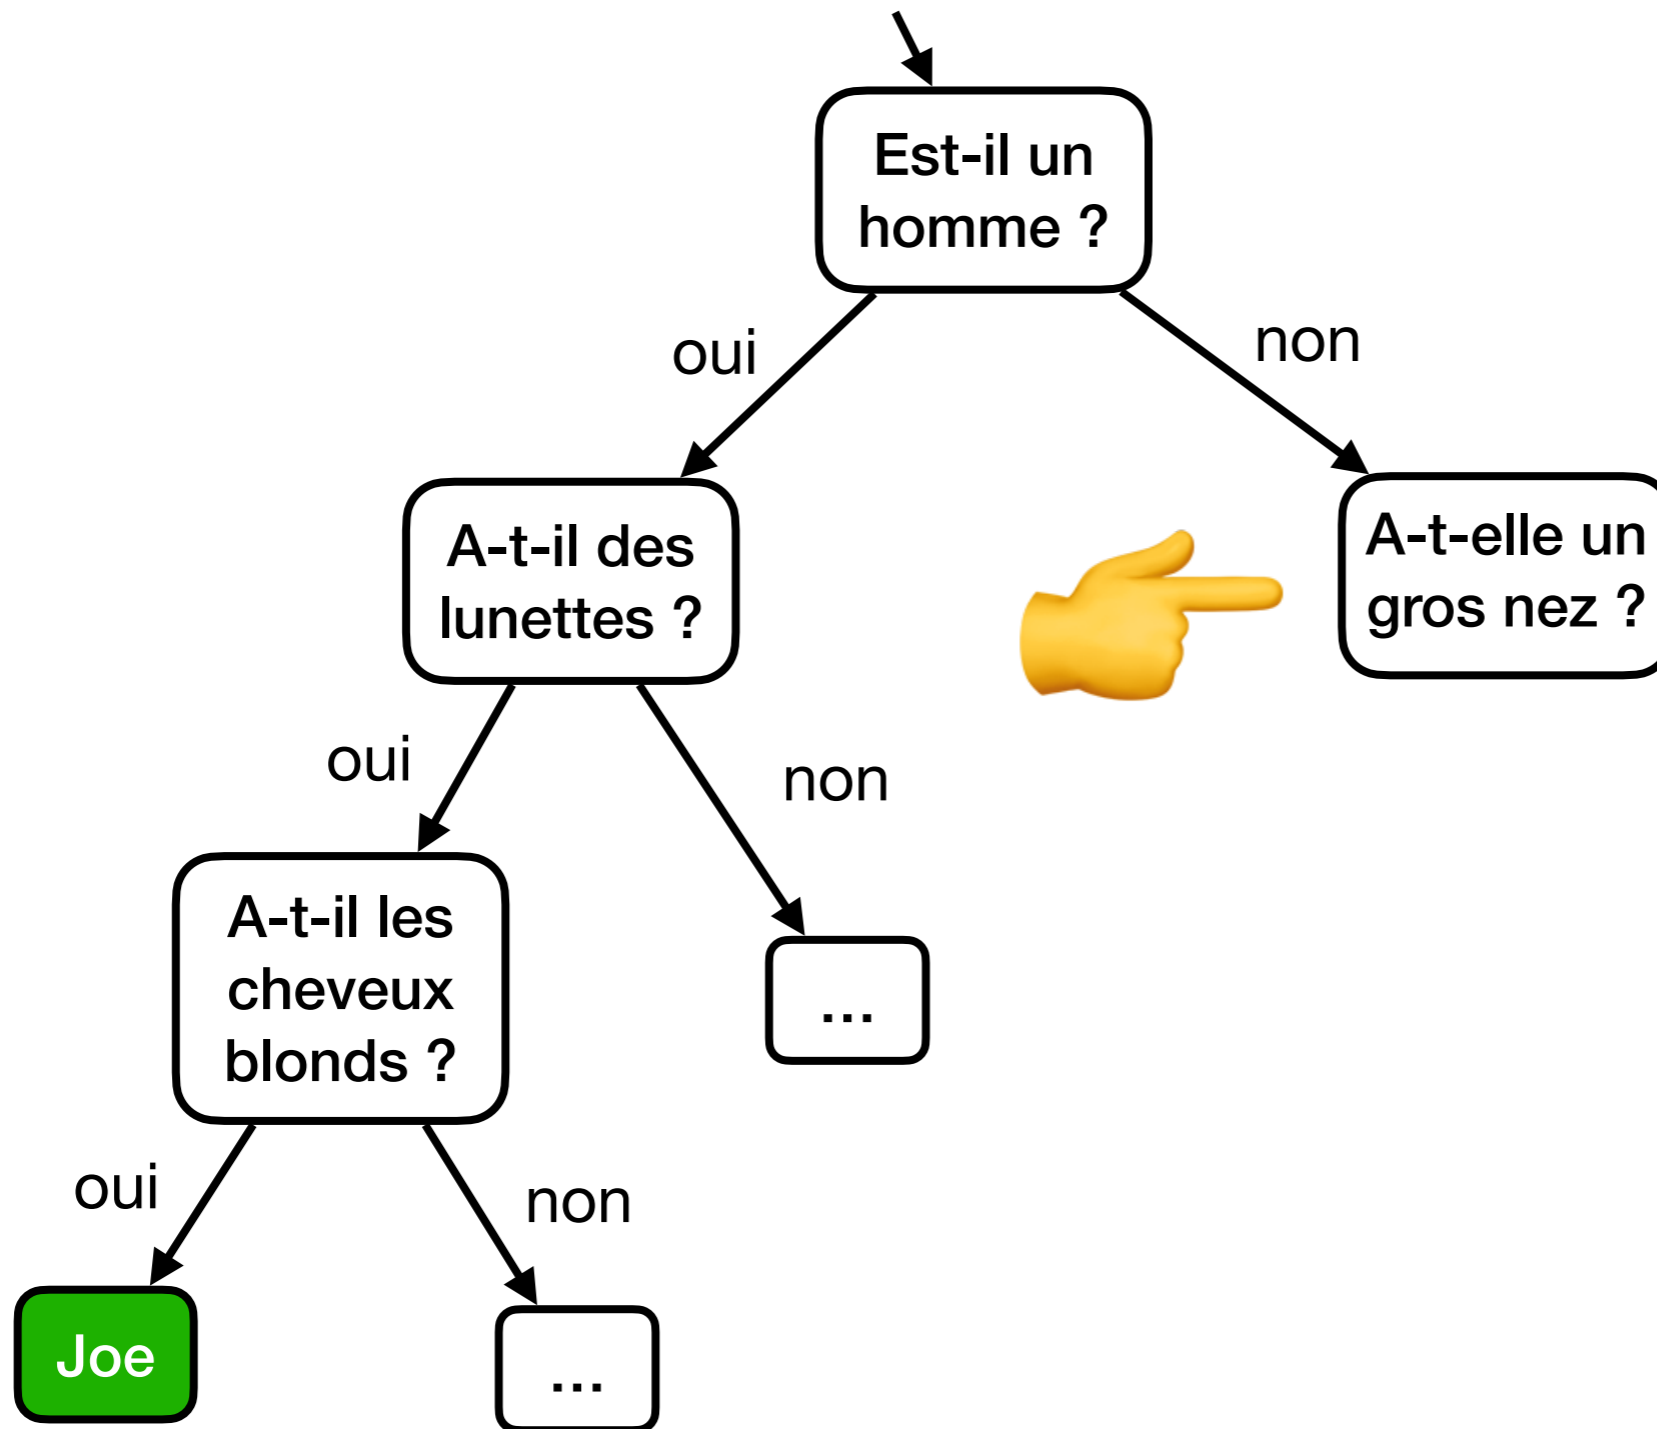 Est-il un
homme ?
oui
non
A-t-il des
lunettes ?
A-t-elle un
gros nez ?
oui
non
A-t-il les
cheveux
blonds ?
...
oui
non
Joe
...